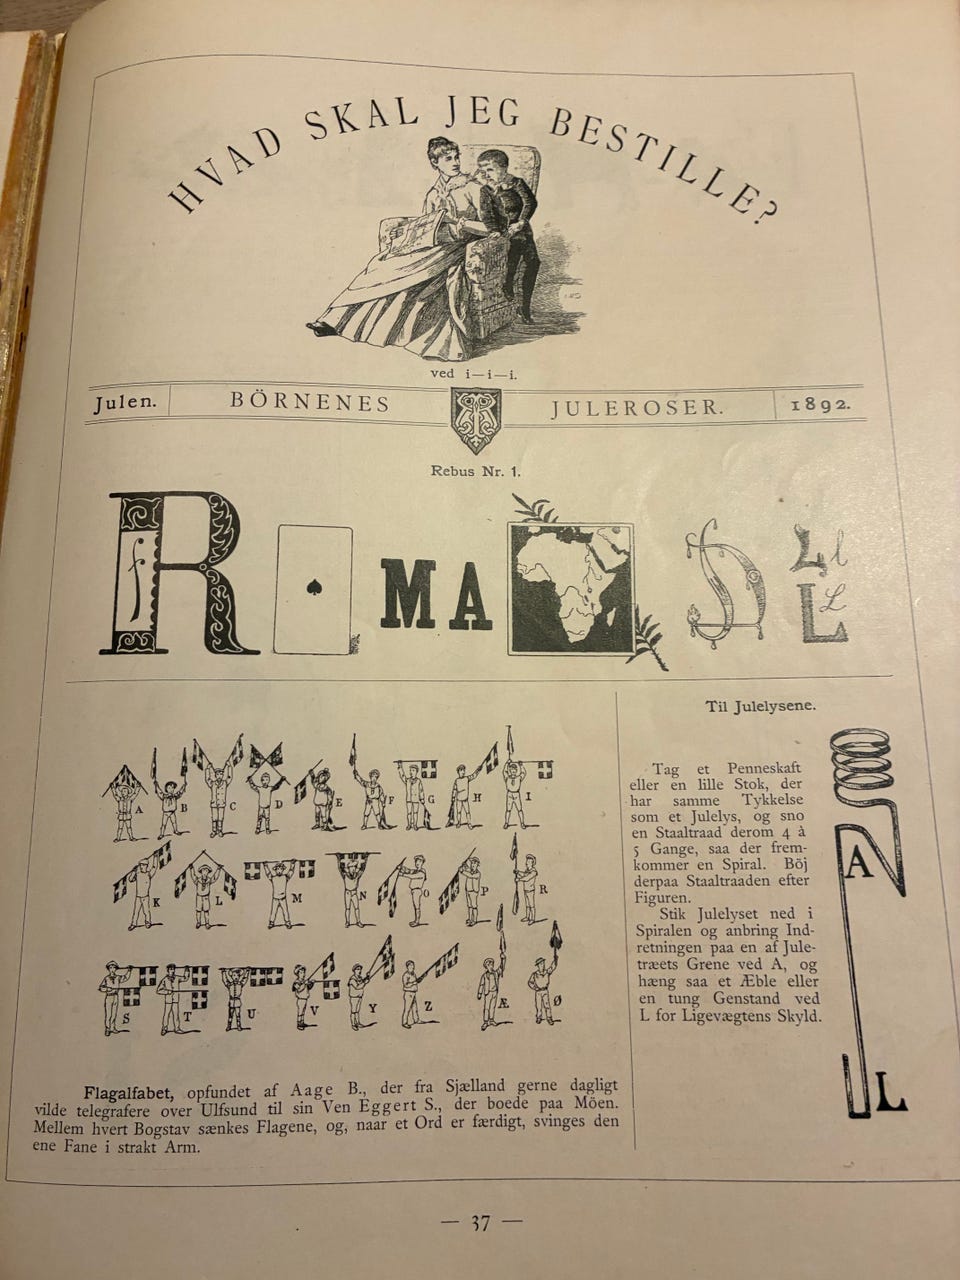 HVAD SKAL JEG BESTILLE?
ved i—i—i.
Julen. BÖRNENES JULEROSER. 1892.
Rebus Nr. 1.
R f MA S L l L L
A B C D E F G H I
K L M N O P R
S T U V Y Z Æ Ø
Flagalfabet, opfundet af Aage B., der fra Sjælland gerne dagligt
vilde telegrafere over Ulfsund til sin Ven Eggert S., der boede paa Möen.
Mellem hvert Bogstav sænkes Flagene, og, naar et Ord er færdigt, svinges den
ene Fane i strakt Arm.
Til Julelysene.
Tag et Penneskaft
eller en lille Stok, der
har samme Tykkelse
som et Julelys, og sno
en Staaltraad derom 4 à
5 Gange, saa der frem-
kommer en Spiral. Böj
derpaa Staaltraaden efter
Figuren.
Stik Julelyset ned i
Spiralen og anbring Ind-
retningen paa en af Jule-
træets Grene ved A, og
hæng saa et Æble eller
en tung Genstand ved
L for Ligevægtens Skyld.
A
L
— 37 —